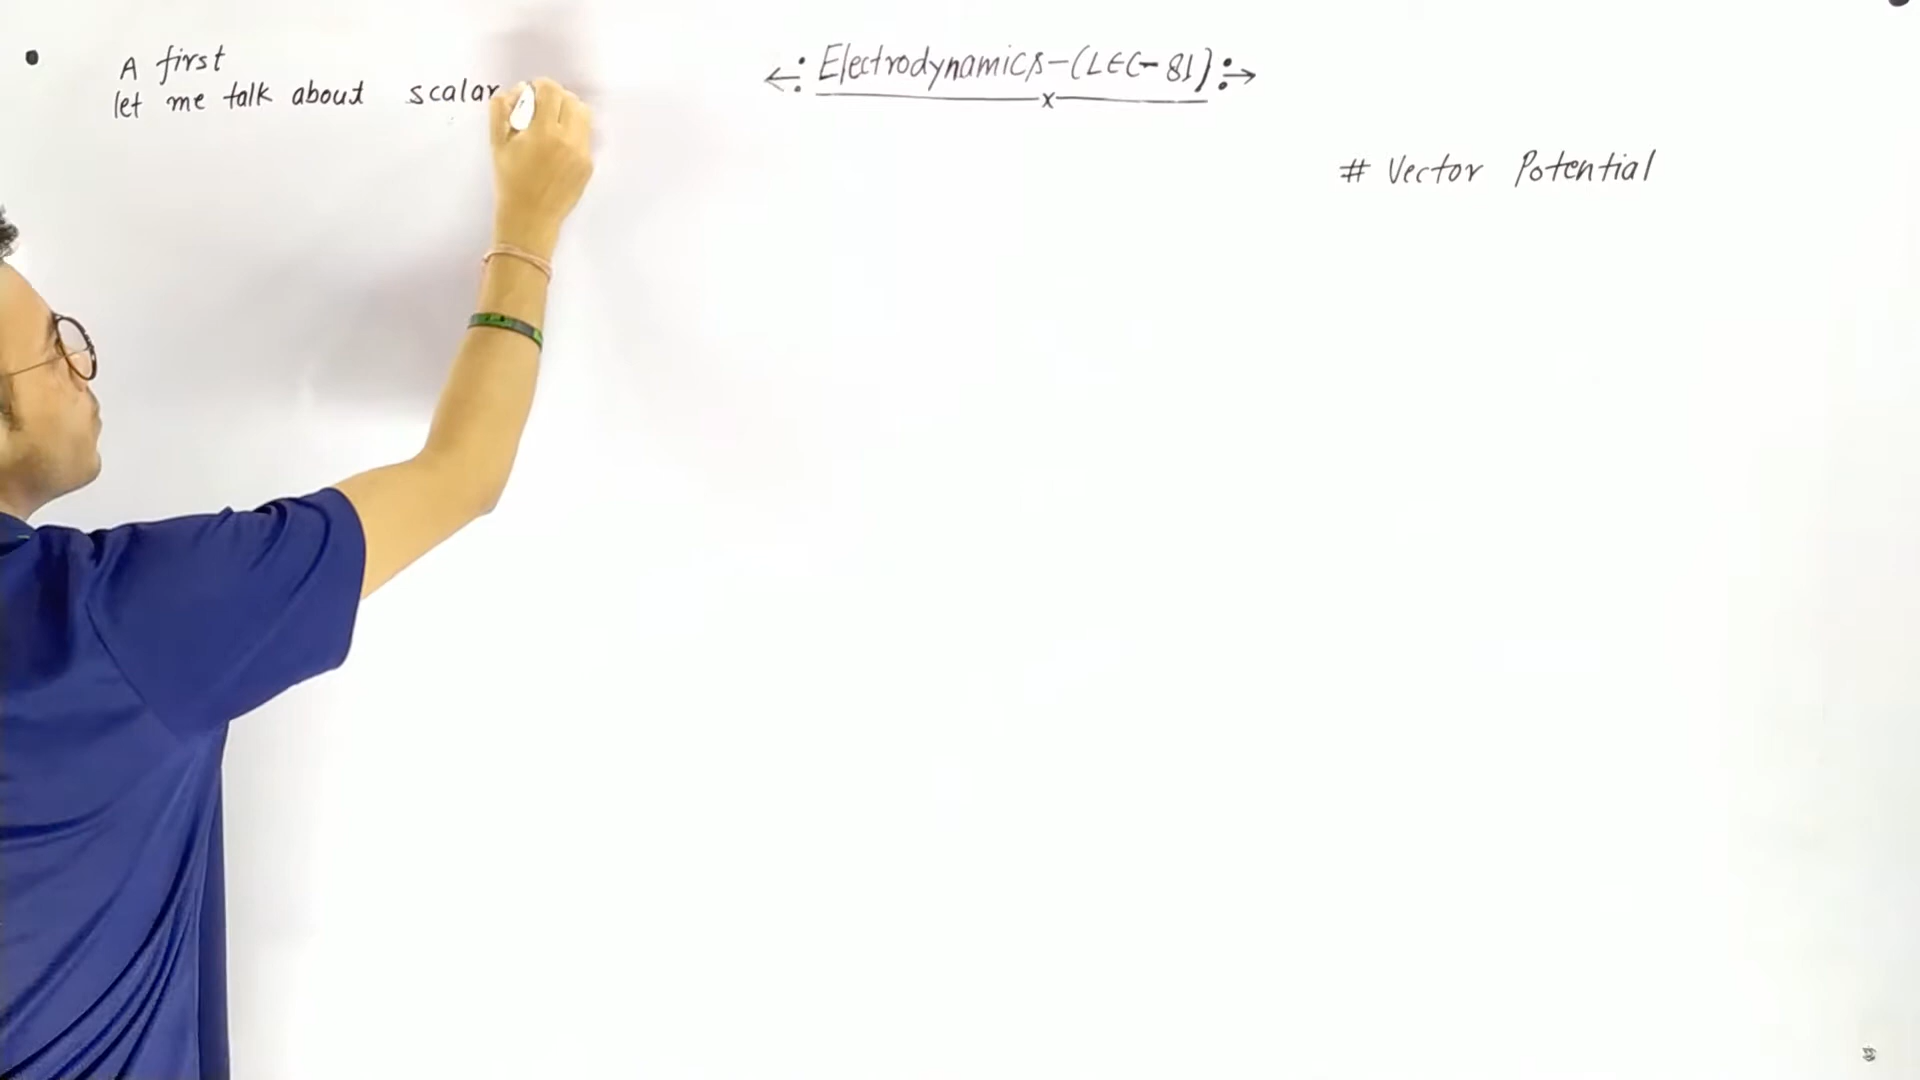 A first
let me talk about scalar
Electrodynamics-(LEC-81)
# Vector Potential